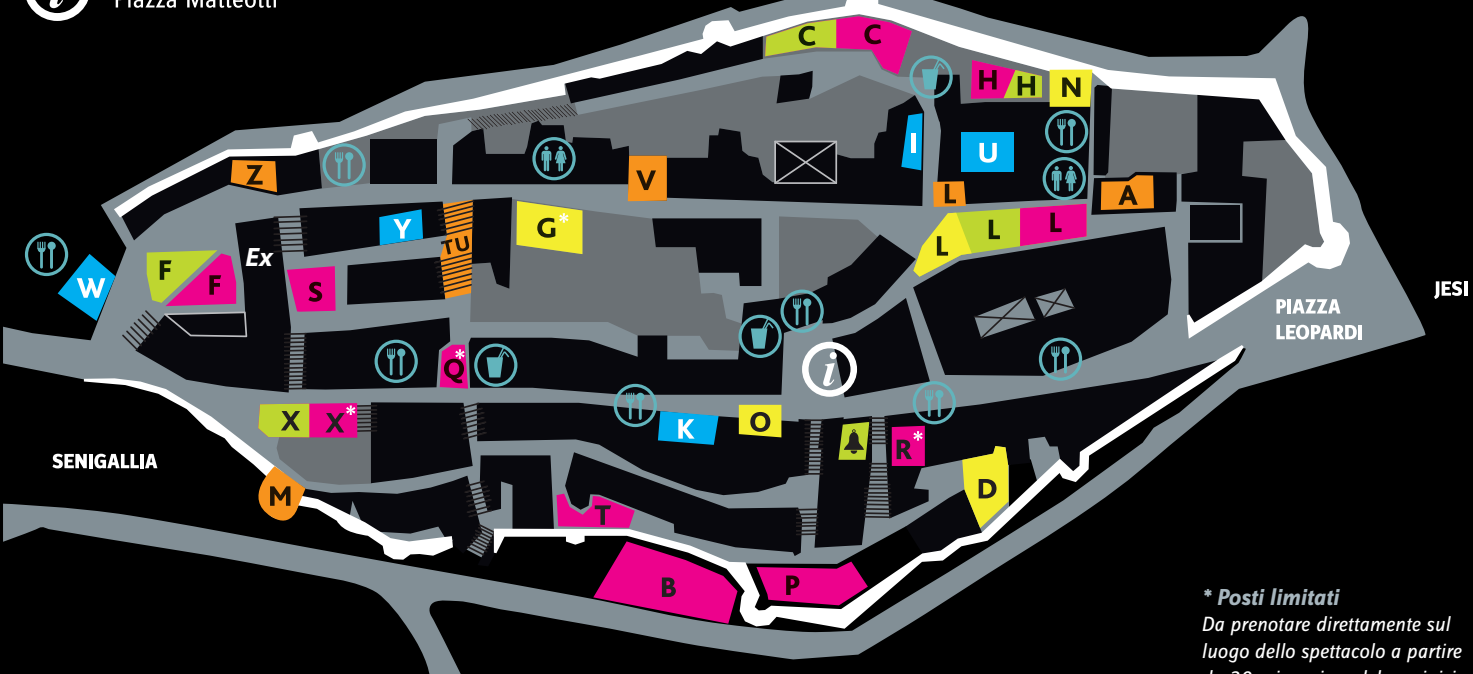 i
Piazza Matteotti
C
C
H
H
N
I
U
Z
V
L
A
Y
TU
G*
L
L
L
F
F
Ex
S
W
PIAZZA
LEOPARDI
JESI
Q*
i
X
X*
K
O
R*
SENIGALLIA
M
D
T
B
P
* Posti limitati
Da prenotare direttamente sul
luogo dello spettacolo a partire